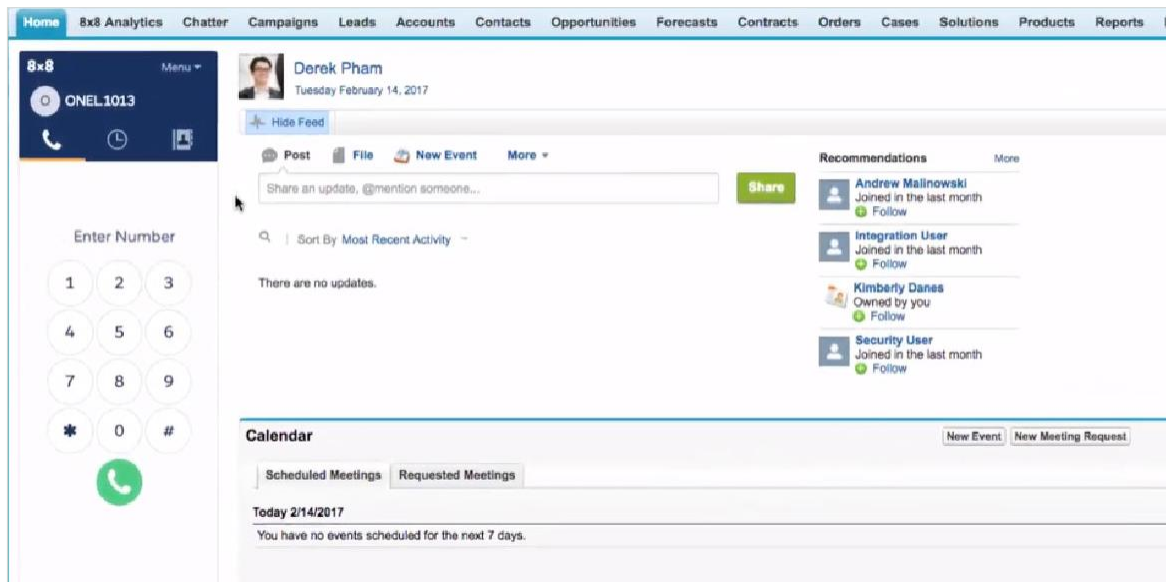 Home 8x8 Analytics Chatter Campaigns Leads Accounts Contacts Opportunities Forecasts Contracts Orders Cases Solutions Products Reports
8x8 Menu
O ONEL1013
Enter Number
1 2 3
4 5 6
7 8 9
* 0 #
Derek Pham
Tuesday February 14, 2017
Hide Feed
Post File New Event More
Share an update, @mention someone... Share
Sort By Most Recent Activity
There are no updates.
Recommendations More
Andrew Malinowski
Joined in the last month
Follow
Integration User
Joined in the last month
Follow
Kimberly Danes
Owned by you
Follow
Security User
Joined in the last month
Follow
Calendar New Event New Meeting Request
Scheduled Meetings Requested Meetings
Today 2/14/2017
You have no events scheduled for the next 7 days.